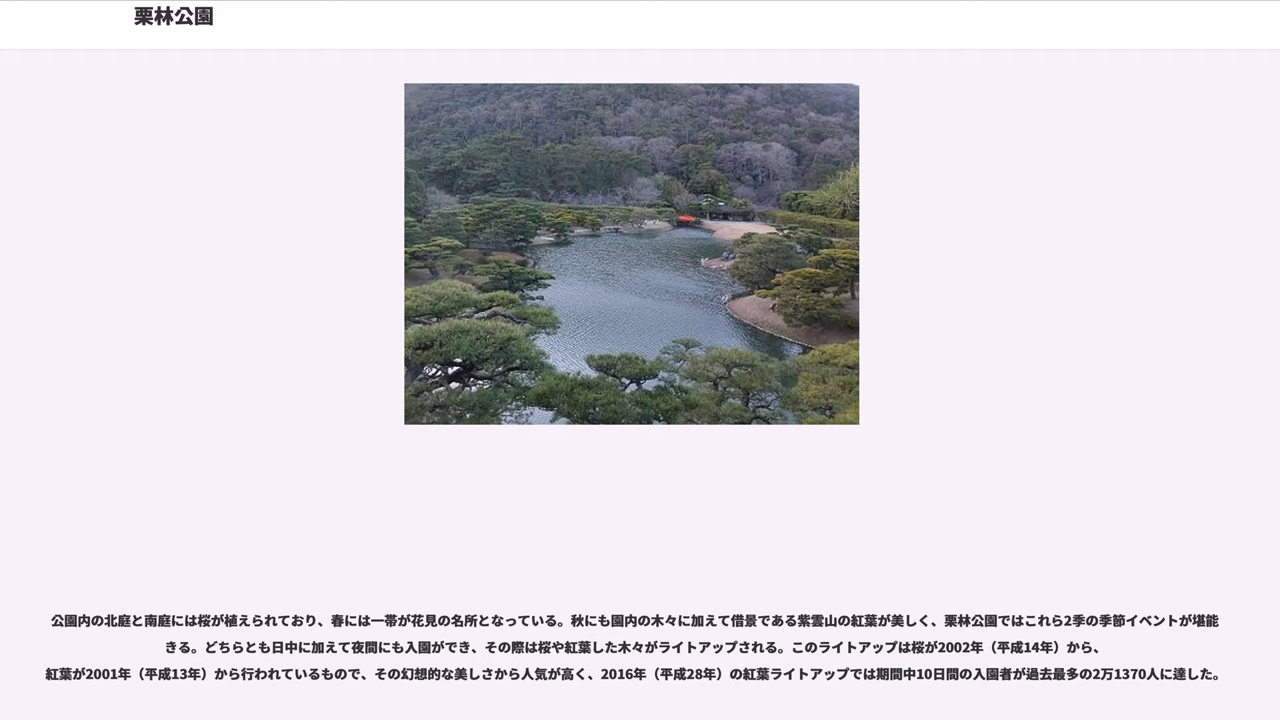 栗林公園
公園内の北庭と南庭には桜が植えられており、春には一帯が花見の名所となっている。秋にも園内の木々に加えて借景である紫雲山の紅葉が美しく、栗林公園ではこれら2季の季節イベントが堪能
きる。どちらとも日中に加えて夜間にも入園ができ、その際は桜や紅葉した木々がライトアップされる。このライトアップは桜が2002年（平成14年）から、
紅葉が2001年（平成13年）から行われているもので、その幻想的な美しさから人気が高く、2016年（平成28年）の紅葉ライトアップでは期間中10日間の入園者が過去最多の2万1370人に達した。